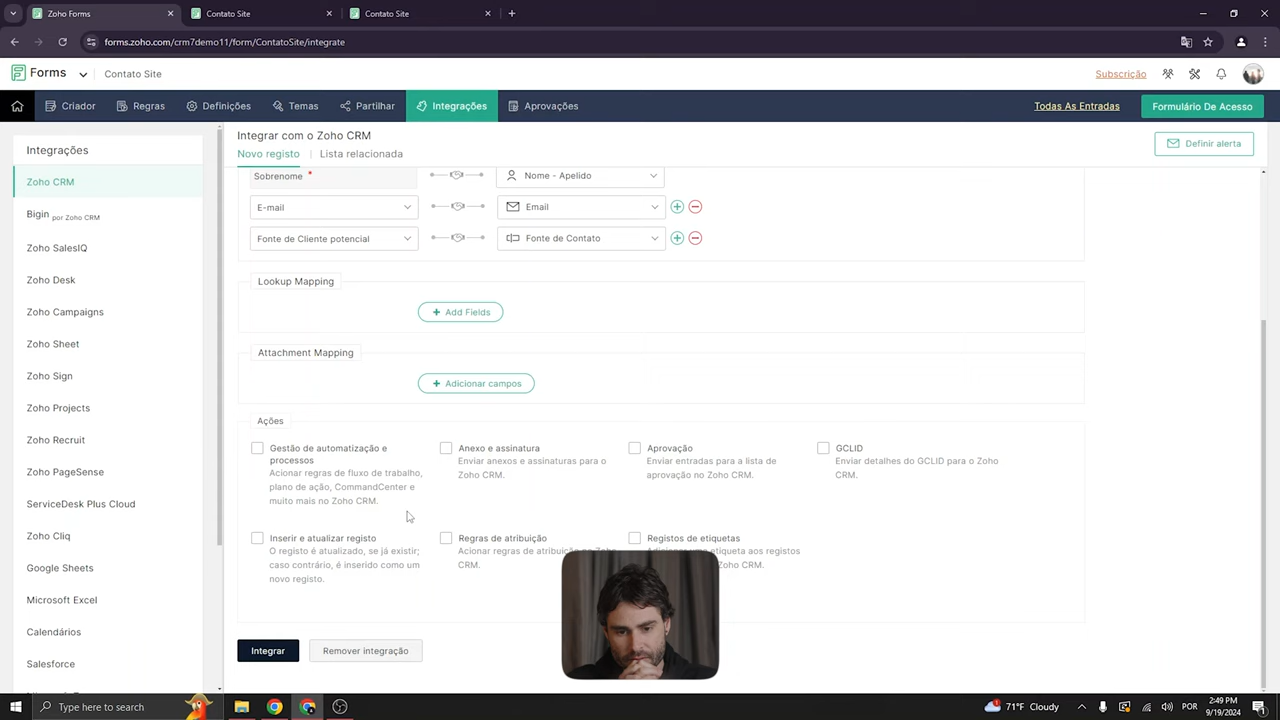 Zoho Forms
Contato Site
Contato Site
forms.zoho.com/crm7demo11/form/ContatoSite/integrate
Forms
Contato Site
Subscrição
Criador
Regras
Definições
Temas
Partilhar
Integrações
Aprovações
Todas As Entradas
Formulário De Acesso
Integrações
Zoho CRM
Bigin por Zoho CRM
Zoho SalesIQ
Zoho Desk
Zoho Campaigns
Zoho Sheet
Zoho Sign
Zoho Projects
Zoho Recruit
Zoho PageSense
ServiceDesk Plus Cloud
Zoho Cliq
Google Sheets
Microsoft Excel
Calendários
Salesforce
Integrar com o Zoho CRM
Novo registo
Lista relacionada
Definir alerta
Sobrenome *
Nome - Apelido
E-mail
Email
Fonte de Cliente potencial
Fonte de Contato
Lookup Mapping
+ Add Fields
Attachment Mapping
+ Adicionar campos
Ações
Gestão de automatização e
processos
Acionar regras de fluxo de trabalho,
plano de ação, CommandCenter e
muito mais no Zoho CRM.
Anexo e assinatura
Enviar anexos e assinaturas para o
Zoho CRM.
Aprovação
Enviar entradas para a lista de
aprovação no Zoho CRM.
GCLID
Enviar detalhes do GCLID para o Zoho
CRM.
Inserir e atualizar registo
O registo é atualizado, se já existir;
caso contrário, é inserido como um
novo registo.
Regras de atribuição
Acionar regras de atribuição
CRM.
Registos de etiquetas
etiqueta aos registos
Zoho CRM.
Integrar
Remover integração
Type here to search
71°F Cloudy
POR
2:49 PM
9/19/2024